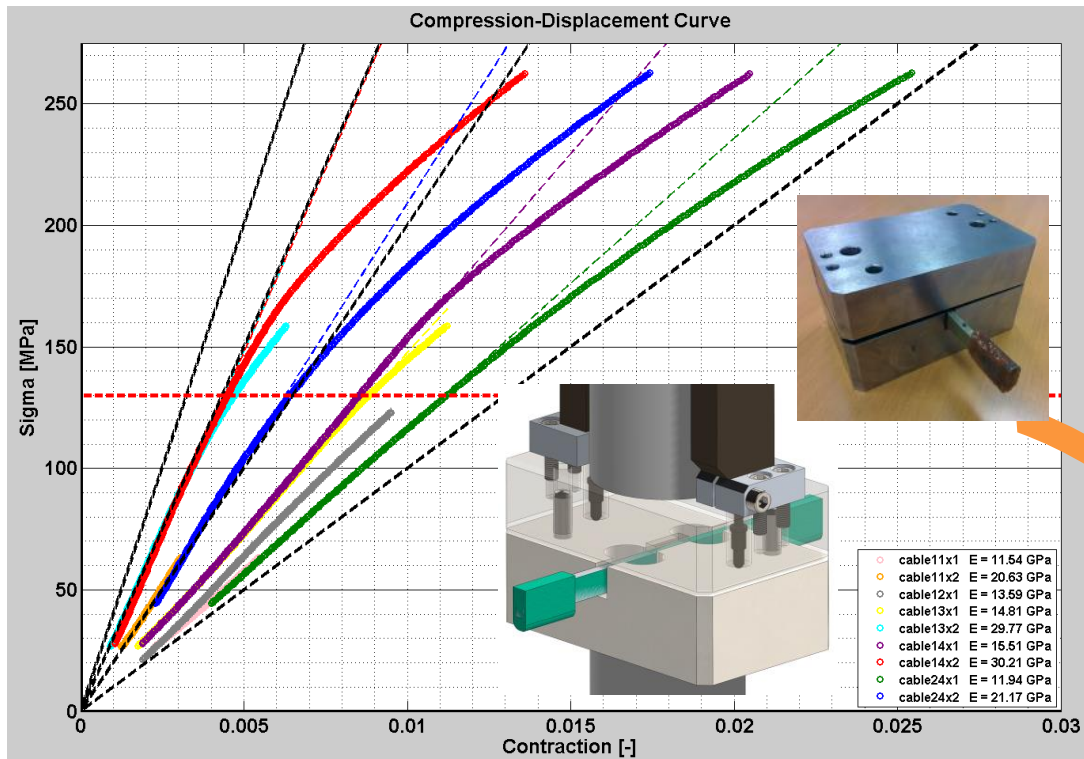 Compression-Displacement Curve
Sigma [MPa]
250
200
150
100
50
0
0
0.005
0.01
0.015
0.02
0.025
0.03
Contraction [-]
cable11x1 E = 11.54 GPa
cable11x2 E = 20.63 GPa
cable12x1 E = 13.59 GPa
cable13x1 E = 14.81 GPa
cable13x2 E = 29.77 GPa
cable14x1 E = 15.51 GPa
cable14x2 E = 30.21 GPa
cable24x1 E = 11.94 GPa
cable24x2 E = 21.17 GPa